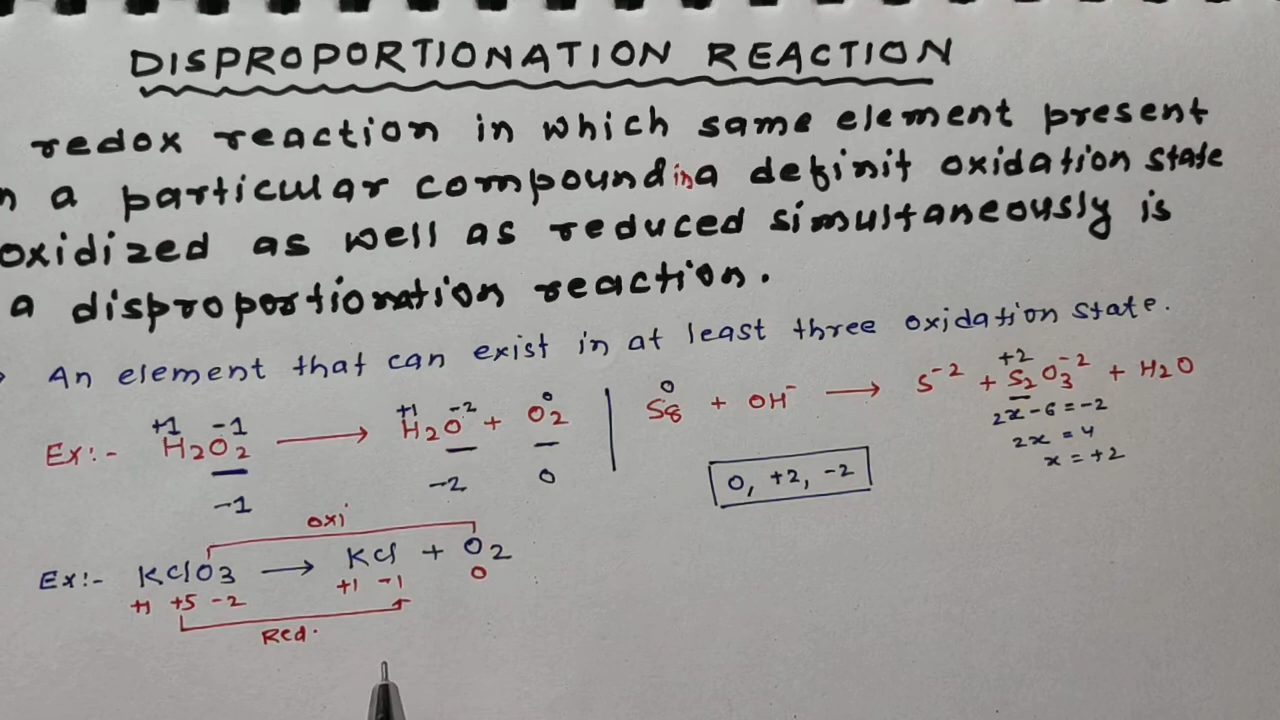 DISPROPORTIONATION REACTION
redox reaction in which same element present
n a particular compound in a definit oxidation state
oxidized as well as reduced simultaneously is
a disproportionation reaction.
An element that can exist in at least three oxidation state.
+1 -1 +1 -2 0 0 +2
Ex:- H2O2 → H2O + O2 | S8 + OH⁻ → S⁻² + S2O3⁻² + H2O
-1 -2 0
2x-6=-2
2x = 4
x = +2
0, +2, -2
oxi
Ex:- KClO3 → KCl + O2
+1 +5 -2 +1 -1 0
Red.